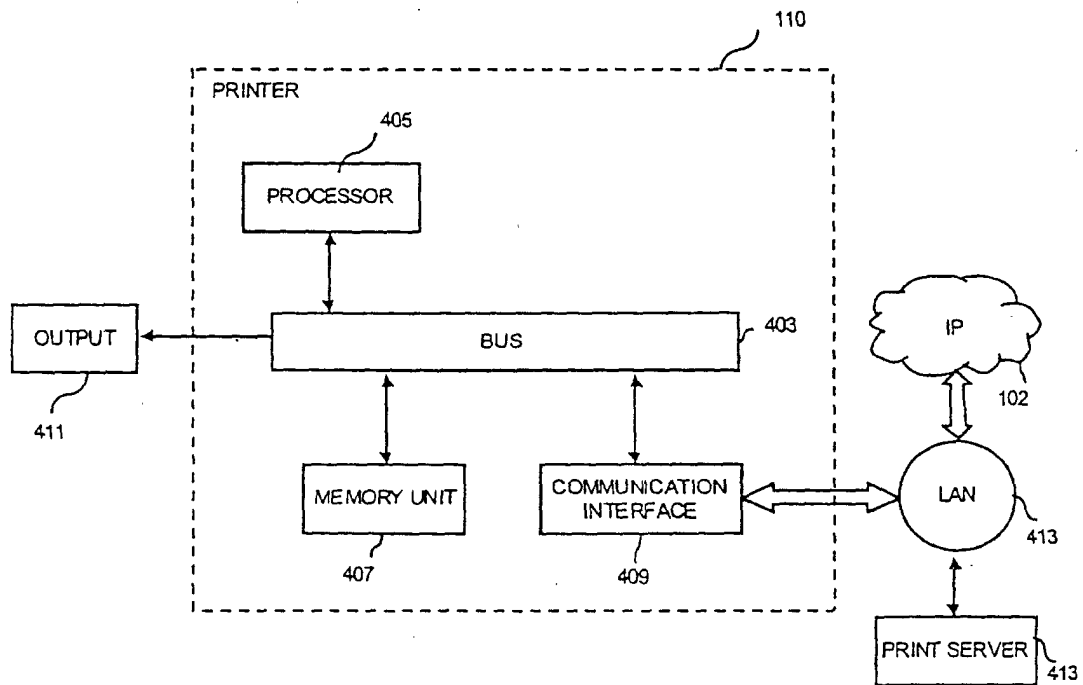 110
PRINTER
405
PROCESSOR
OUTPUT
411
BUS
403
IP
102
MEMORY UNIT
407
COMMUNICATION
INTERFACE
409
LAN
413
PRINT SERVER
413